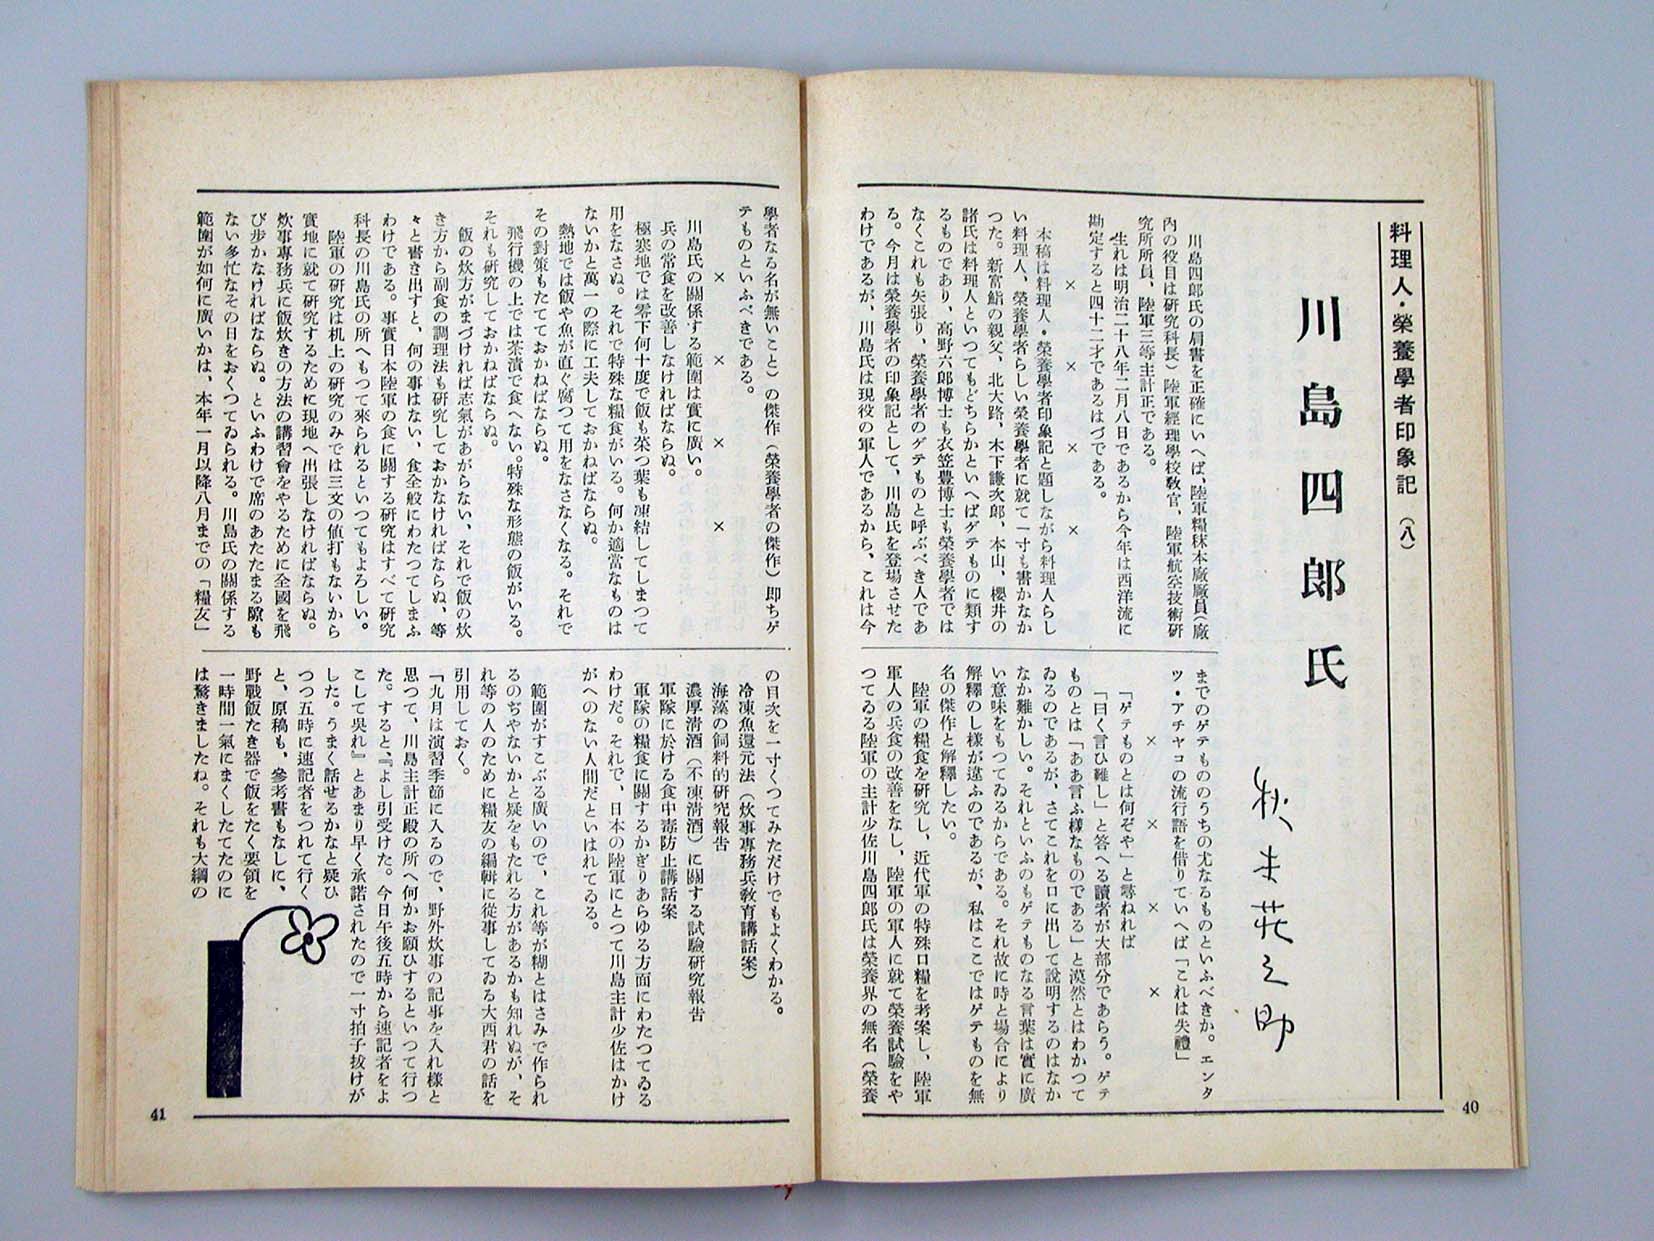 料理人・榮養學者印象記（八）
川島四郎氏
秋守荘之助
川島四郎氏の肩書を正確にいへば、陸軍糧秣本廠廠員（廠
內の役目は研究科長）陸軍經理學校敎官、陸軍航空技術研
究所所員、陸軍三等主計正である。
生れは明治二十八年二月八日であるから今年は西洋流に
勘定すると四十二才であるはづである。
×　×　×　×
本稿は料理人・榮養學者印象記と題しながら料理人らし
い料理人、榮養學者らしい榮養學者に就て一寸も書かなか
つた。新富鮨の親父、北大路、木下謙次郎、本山、櫻井の
諸氏は料理人といつてもどちらかといへばゲテものに類す
るものであり、高野六郎博士も衣笠豊博士も榮養學者では
なくこれも矢張り、榮養學者のゲテものと呼ぶべき人であ
る。今月は榮養學者の印象記として、川島氏を登場させた
わけであるが、川島氏は現役の軍人であるから、これは今
までのゲテもののうちの尤なるものといふべきか。エンタ
ツ・アチヤコの流行語を借りていへば「これは失禮」
×　×　×　×
「ゲテものとは何ぞや」と尋ねれば
「曰く言ひ難し」と答へる讀者が大部分であらう。ゲテ
ものとは「ああ言ふ樣なものである」と漠然とはわかつて
ゐるのであるが、さてこれを口に出して說明するのはなか
なか難かしい。それといふのもゲテものなる言葉は實に廣
い意味をもつてゐるからである。それ故に時と場合により
解釋のし樣が違ふのであるが、私はここではゲテものを無
名の傑作と解釋したい。
陸軍の糧食を硏究し、近代軍の特殊口糧を考案し、陸軍
軍人の兵食の改善をなし、陸軍の軍人に就て榮養試驗をや
つてゐる陸軍の主計少佐川島四郎氏は榮養界の無名（榮養
40
學者なる名が無いこと）の傑作（榮養學者の傑作）卽ちゲ
テものといふべきである。
×　×　×　×
川島氏の關係する範圍は實に廣い。
兵の常食を改善しなければならぬ。
極寒地では零下何十度で飯も菜つ葉も凍結してしまつて
用をなさぬ。それで特殊な糧食がいる。何か適當なものは
ないかと萬一の際に工夫しておかねばならぬ。
熱地では飯や魚が直ぐ腐つて用をなさなくなる。それで
その對策もたてておかねばならぬ。
飛行機の上では茶漬で食へない。特殊な形態の飯がいる。
それも研究しておかねばならぬ。
飯の炊方がまづければ志氣があがらない、それで飯の炊
き方から副食の調理法も研究しておかなければならぬ、等
々と書き出すと、何の事はない、食全般にわたつてしまふ
わけである。事實日本陸軍の食に關する硏究はすべて硏究
科長の川島氏の所へもつて來られるといつてもよろしい。
陸軍の硏究は机上の硏究のみでは三文の値打もないから
實地に就て硏究するために現地へ出張しなければならぬ。
炊事專務兵に飯炊きの方法の講習會をやるために全國を飛
び步かなければならぬ。といふわけで席のあたたまる隙も
ない多忙なその日をおくつてゐられる。川島氏の關係する
範圍が如何に廣いかは、本年一月以降八月までの「糧友」
の目次を一寸くつてみただけでもよくわかる。
冷凍魚還元法（炊事專務兵敎育講話案）
海藻の飼料的硏究報吿
濃厚淸酒（不凍淸酒）に關する試驗硏究報吿
軍隊に於ける食中毒防止講話案
軍隊の糧食に關するかぎりあらゆる方面にわたつてゐる
わけだ。それで、日本の陸軍にとつて川島主計少佐はかけ
がへのない人間だといはれてゐる。
範圍がすこぶる廣いので、これ等が糊とはさみで作られ
るのぢやないかと疑をもたれる方があるかも知れぬが、そ
れ等の人のために糧友の編輯に從事してゐる大西君の話を
引用しておく。
「九月は演習季節に入るので、野外炊事の記事を入れ樣と
思つて、川島主計正殿の所へ何かお願ひするといつて行つ
た。すると、『よし引受けた。今日午後五時から速記者をよ
こして吳れ』とあまり早く承諾されたので一寸拍子拔けが
した。うまく話せるかなと疑ひ
つつ五時に速記者をつれて行く
と、原稿も、參考書もなしに、
野戰飯たき器で飯をたく要領を
一時間一氣にまくしたてたのに
は驚きましたね。それも大綱の
41